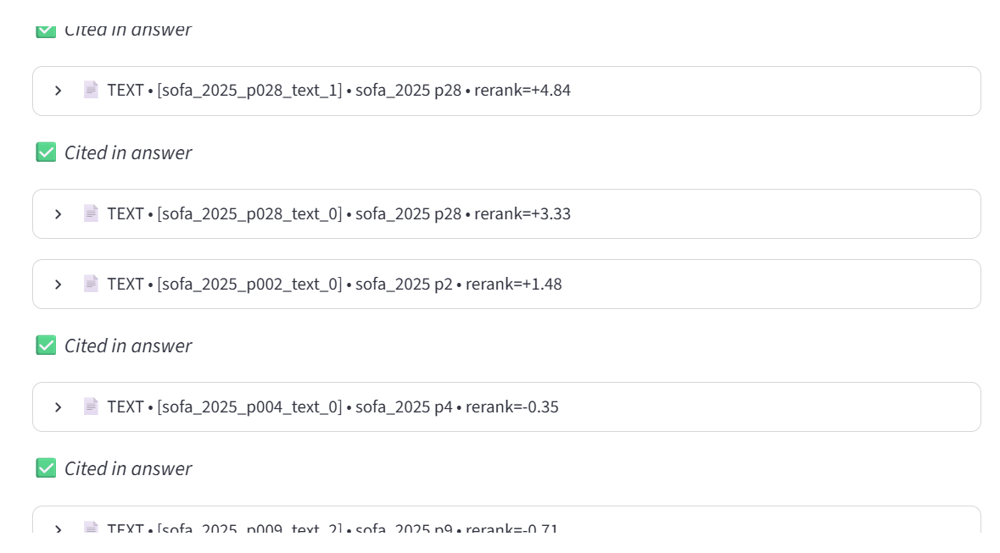 Cited in answer
TEXT • [sofa_2025_p028_text_1] • sofa_2025 p28 • rerank=+4.84
Cited in answer
TEXT • [sofa_2025_p028_text_0] • sofa_2025 p28 • rerank=+3.33
TEXT • [sofa_2025_p002_text_0] • sofa_2025 p2 • rerank=+1.48
Cited in answer
TEXT • [sofa_2025_p004_text_0] • sofa_2025 p4 • rerank=-0.35
Cited in answer
TEXT • [sofa_2025_p009_text_2] • sofa_2025 p9 • rerank=-0.71